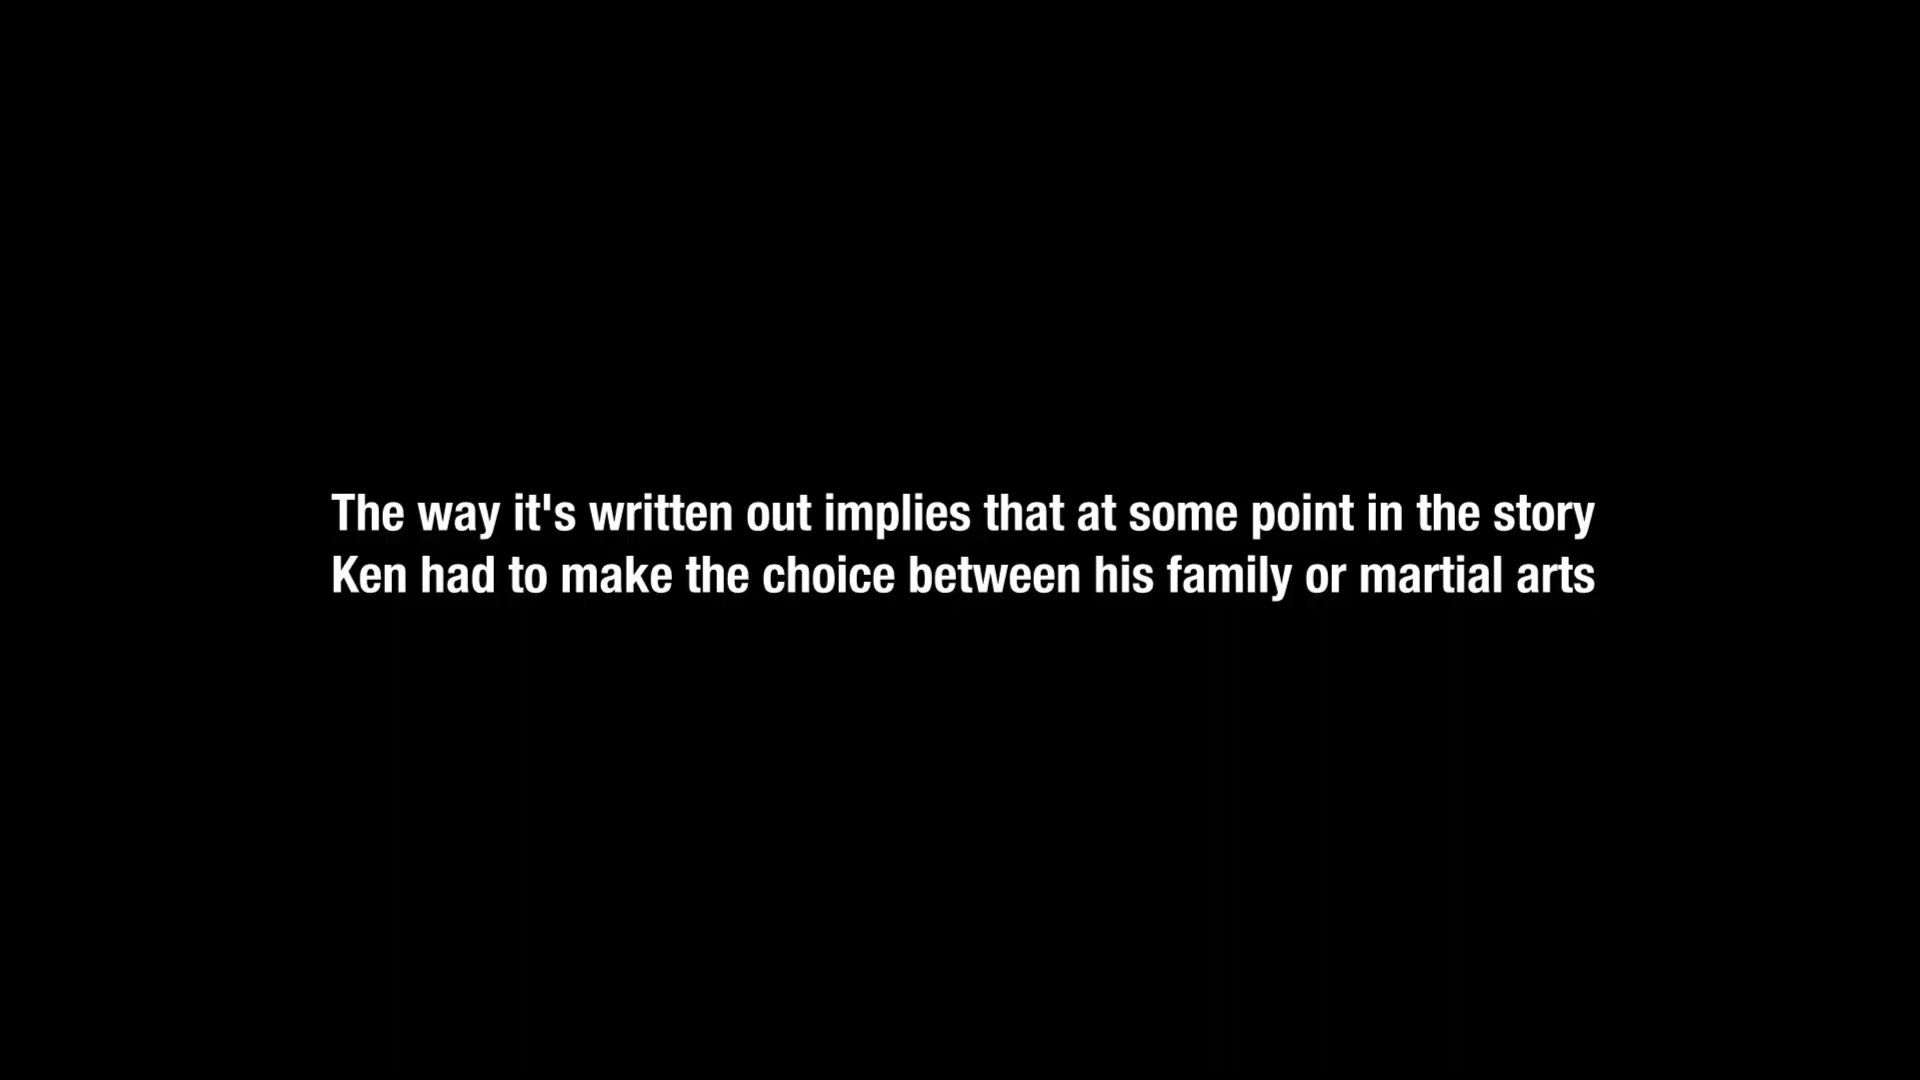 The way it's written out implies that at some point in the story
Ken had to make the choice between his family or martial arts